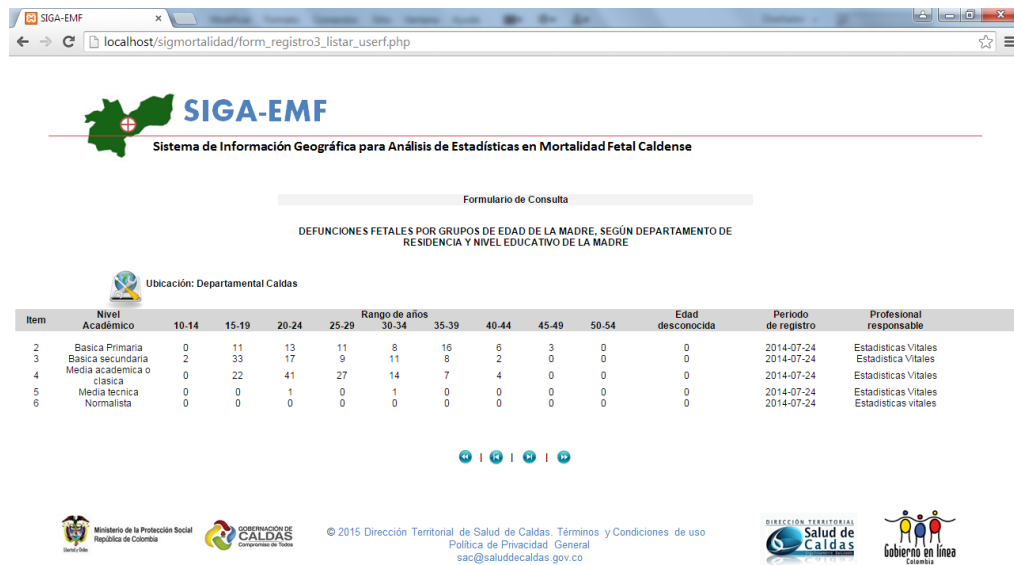 SIGA-EMF
localhost/sigmortalidad/form_registro3_listar_userf.php
SIGA-EMF
Sistema de Información Geográfica para Análisis de Estadísticas en Mortalidad Fetal Caldense
Formulario de Consulta
DEFUNCIONES FETALES POR GRUPOS DE EDAD DE LA MADRE, SEGÚN DEPARTAMENTO DE
RESIDENCIA Y NIVEL EDUCATIVO DE LA MADRE
Ubicación: Departamental Caldas
Item Nivel Académico Rango de años Edad desconocida Periodo de registro Profesional responsable
10-14 15-19 20-24 25-29 30-34 35-39 40-44 45-49 50-54
2 Basica Primaria 0 11 13 11 8 16 6 3 0 0 2014-07-24 Estadisticas Vitales
3 Basica secundaria 2 33 17 9 11 8 2 0 0 0 2014-07-24 Estadistica Vitales
4 Media academica o clasica 0 22 41 27 14 7 4 0 0 0 2014-07-24 Estadisticas Vitales
5 Media tecnica 0 0 1 0 1 0 0 0 0 0 2014-07-24 Estadisticas Vitales
6 Normalista 0 0 0 0 0 0 0 0 0 0 2014-07-24 Estadisticas vitales
Ministerio de la Protección Social
República de Colombia
Libertad y Orden
GOBERNACIÓN DE
CALDAS
Compromiso de Todos
© 2015 Dirección Territorial de Salud de Caldas. Términos y Condiciones de uso
Política de Privacidad General
sac@saluddecaldas.gov.co
DIRECCIÓN TERRITORIAL
Salud de
Caldas
Gobierno en línea
Colombia